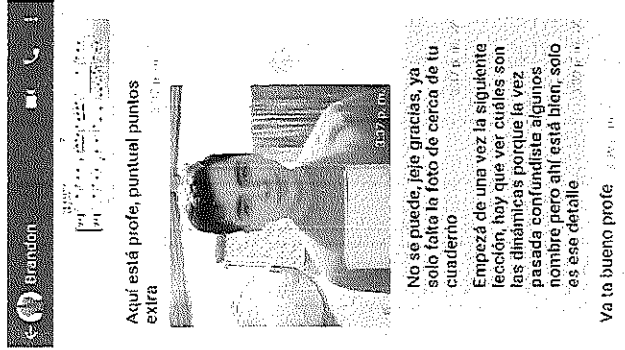 Brandon
Aquí está profe, puntual puntos
extra
No se puede, jeje gracias, ya
solo falta la foto de cerca de tu
cuaderno
Empezá de una vez la siguiente
lección, hay que ver cuáles son
las dinámicas porque la vez
pasada confundiste algunos
nombre pero ahí está bien, solo
es ese detalle
Va ta bueno profe